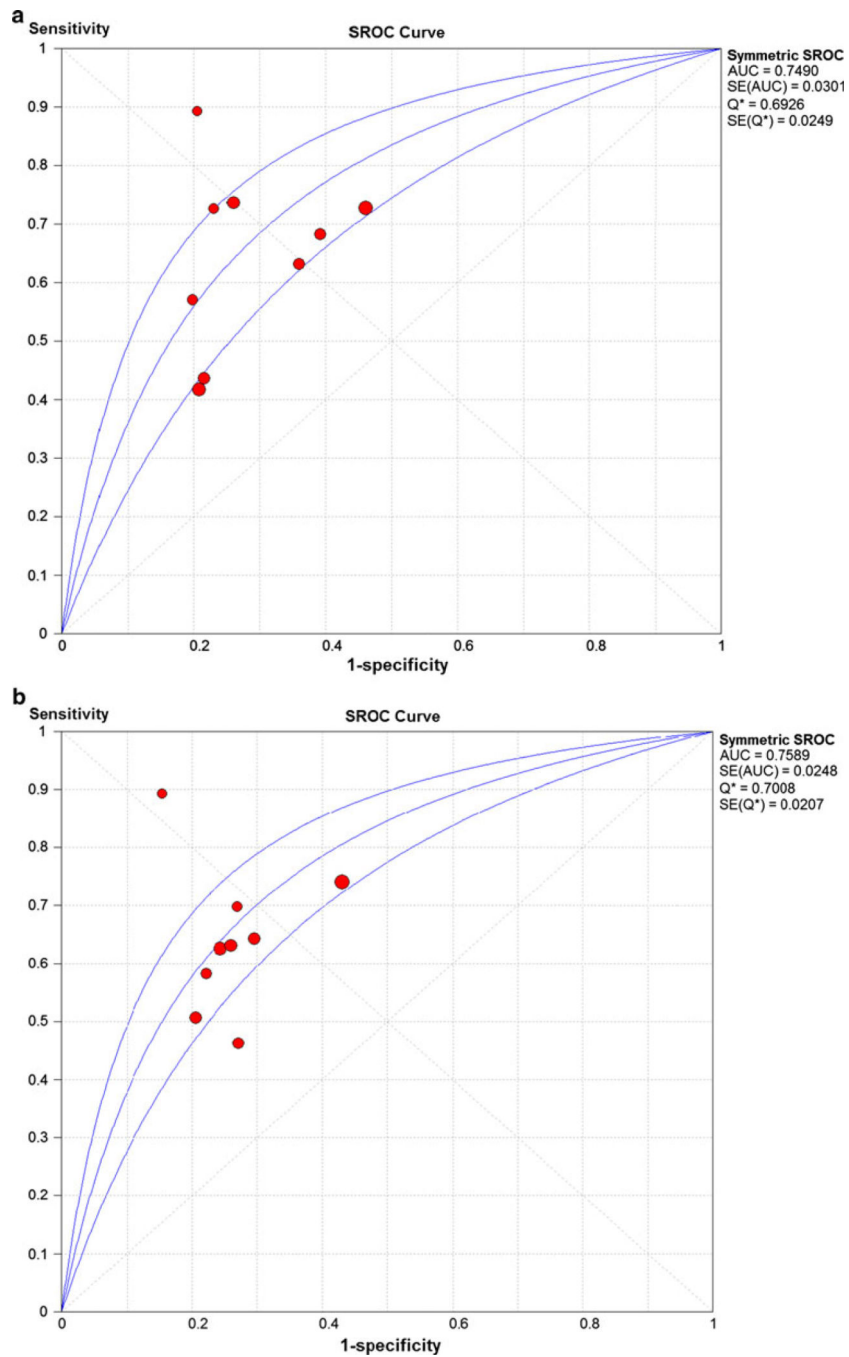 a
Sensitivity
SROC Curve
1
0.9
0.8
0.7
0.6
0.5
0.4
0.3
0.2
0.1
0
0 0.2 0.4 0.6 0.8 1
1-specificity
Symmetric SROC
AUC = 0.7490
SE(AUC) = 0.0301
Q* = 0.6926
SE(Q*) = 0.0249
b
Sensitivity
SROC Curve
1
0.9
0.8
0.7
0.6
0.5
0.4
0.3
0.2
0.1
0
0 0.2 0.4 0.6 0.8 1
1-specificity
Symmetric SROC
AUC = 0.7589
SE(AUC) = 0.0248
Q* = 0.7008
SE(Q*) = 0.0207